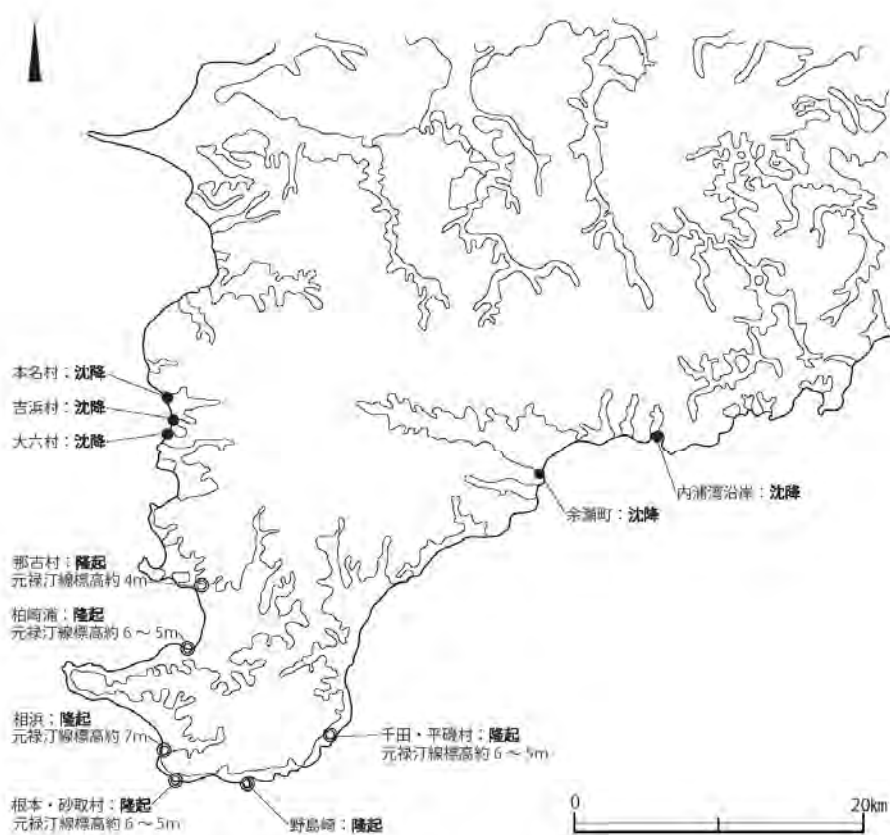 本名村：沈降
吉浜村：沈降
大六村：沈降
内浦湾沿岸：沈降
余瀬町：沈降
那古村：隆起
元禄汀線標高約 4m
柏崎浦：隆起
元禄汀線標高約 6 ～ 5m
相浜：隆起
元禄汀線標高約 7m
千田・平磯村：隆起
元禄汀線標高約 6 ～ 5m
根本・砂取村：隆起
元禄汀線標高約 6 ～ 5m
野島崎：隆起
0
20km